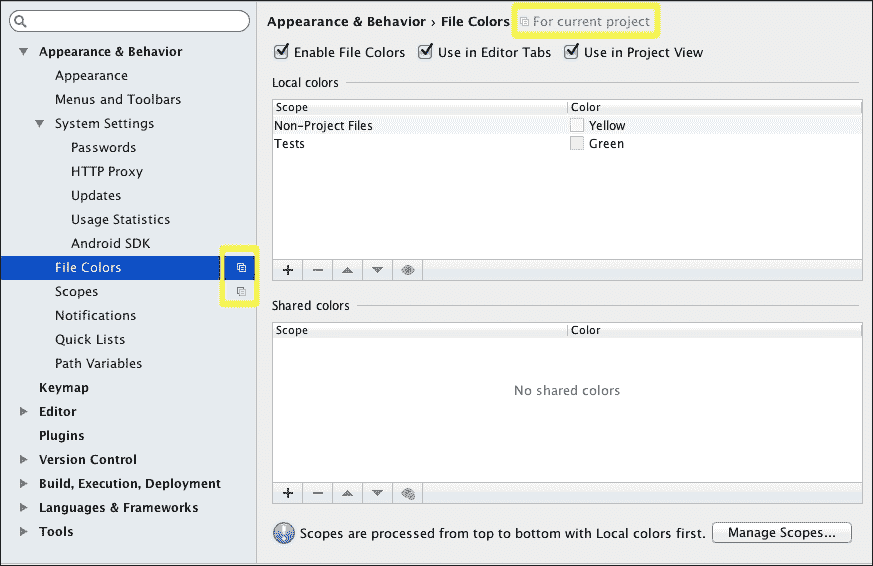 Appearance & Behavior
Appearance
Menus and Toolbars
System Settings
Passwords
HTTP Proxy
Updates
Usage Statistics
Android SDK
File Colors
Scopes
Notifications
Quick Lists
Path Variables
Keymap
Editor
Plugins
Version Control
Build, Execution, Deployment
Languages & Frameworks
Tools
Appearance & Behavior › File Colors For current project
Enable File Colors Use in Editor Tabs Use in Project View
Local colors
Scope Color
Non-Project Files Yellow
Tests Green
Shared colors
Scope Color
No shared colors
Scopes are processed from top to bottom with Local colors first. Manage Scopes...